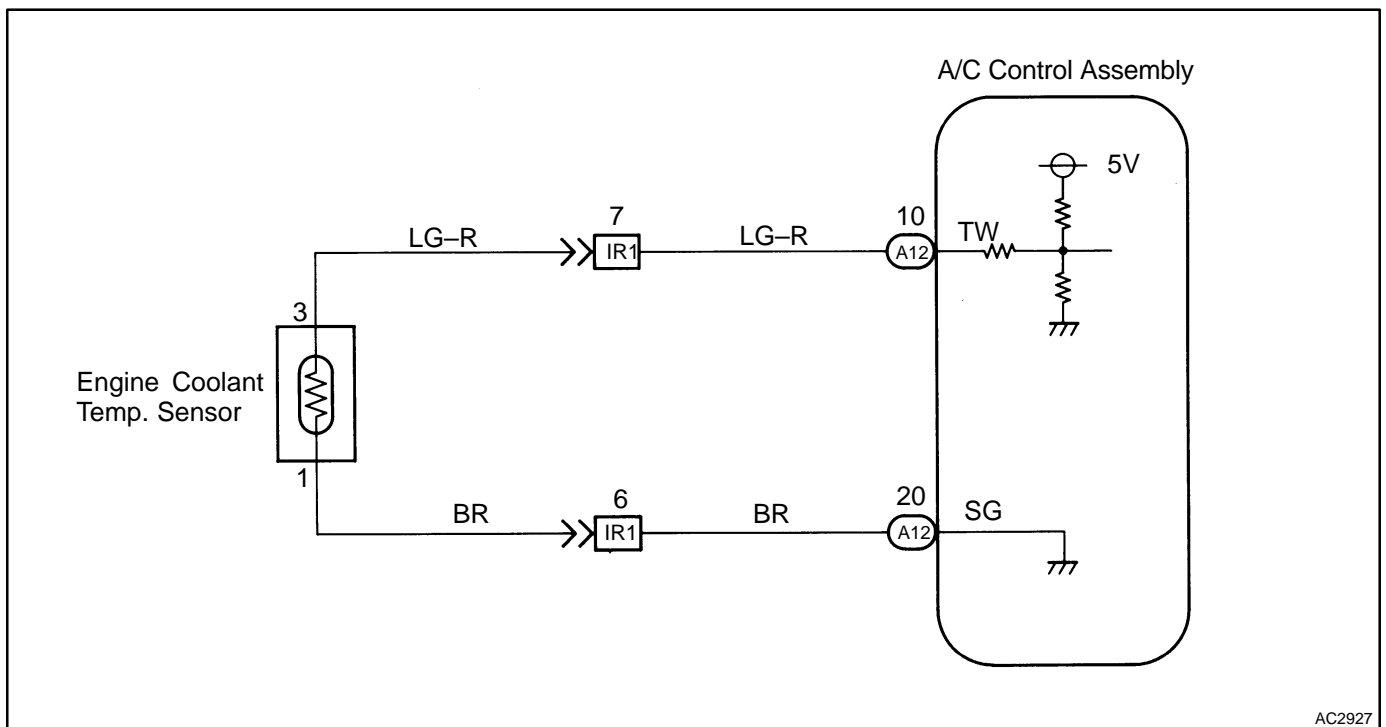 A/C Control Assembly
5V
7
10
LG–R
LG–R
TW
IR1
A12
3
Engine Coolant
Temp. Sensor
1
6
20
BR
BR
SG
IR1
A12
AC2927